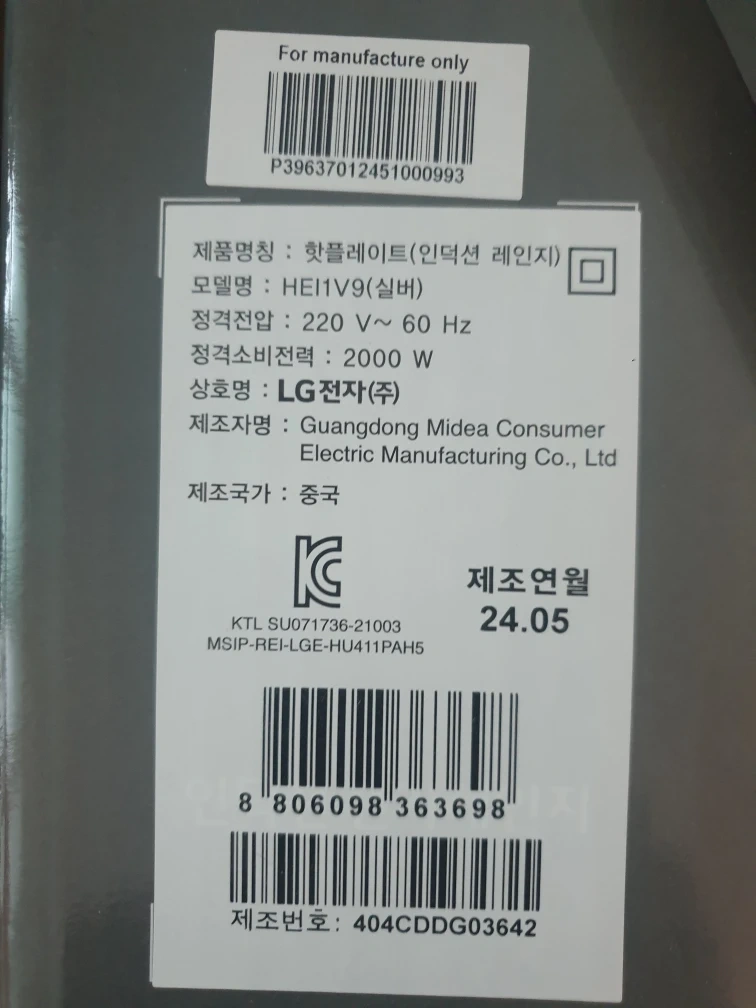 For manufacture only
P39637012451000993
제품명칭 : 핫플레이트(인덕션 레인지)
모델명 : HEI1V9(실버)
정격전압 : 220 V~ 60 Hz
정격소비전력 : 2000 W
상호명 : LG전자(주)
제조자명 : Guangdong Midea Consumer
Electric Manufacturing Co., Ltd
제조국가 : 중국
KC
KTL SU071736-21003
MSIP-REI-LGE-HU411PAH5
제조연월
24.05
8 806098 363698
제조번호: 404CDDG03642